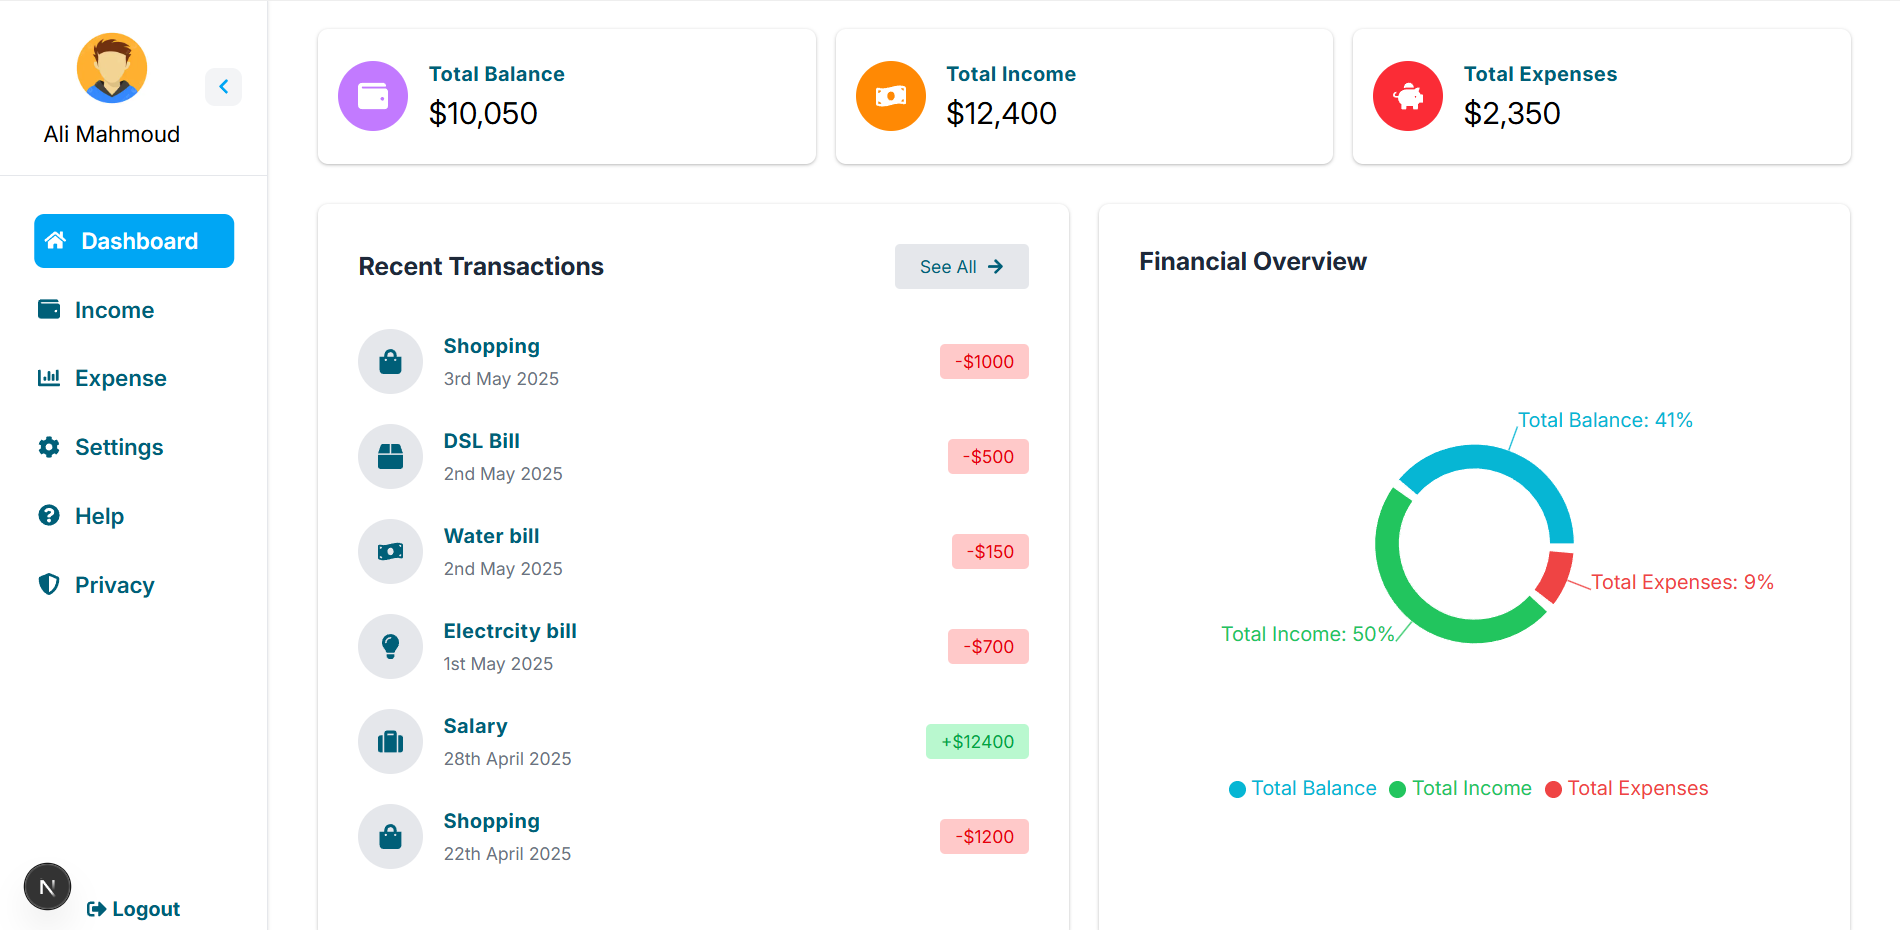 Ali Mahmoud
Dashboard
Income
Expense
Settings
Help
Privacy
N
Logout
Total Balance
$10,050
Total Income
$12,400
Total Expenses
$2,350
Recent Transactions
See All
Shopping
3rd May 2025
-$1000
DSL Bill
2nd May 2025
-$500
Water bill
2nd May 2025
-$150
Electrcity bill
1st May 2025
-$700
Salary
28th April 2025
+$12400
Shopping
22th April 2025
-$1200
Financial Overview
Total Balance: 41%
Total Expenses: 9%
Total Income: 50%
Total Balance Total Income Total Expenses